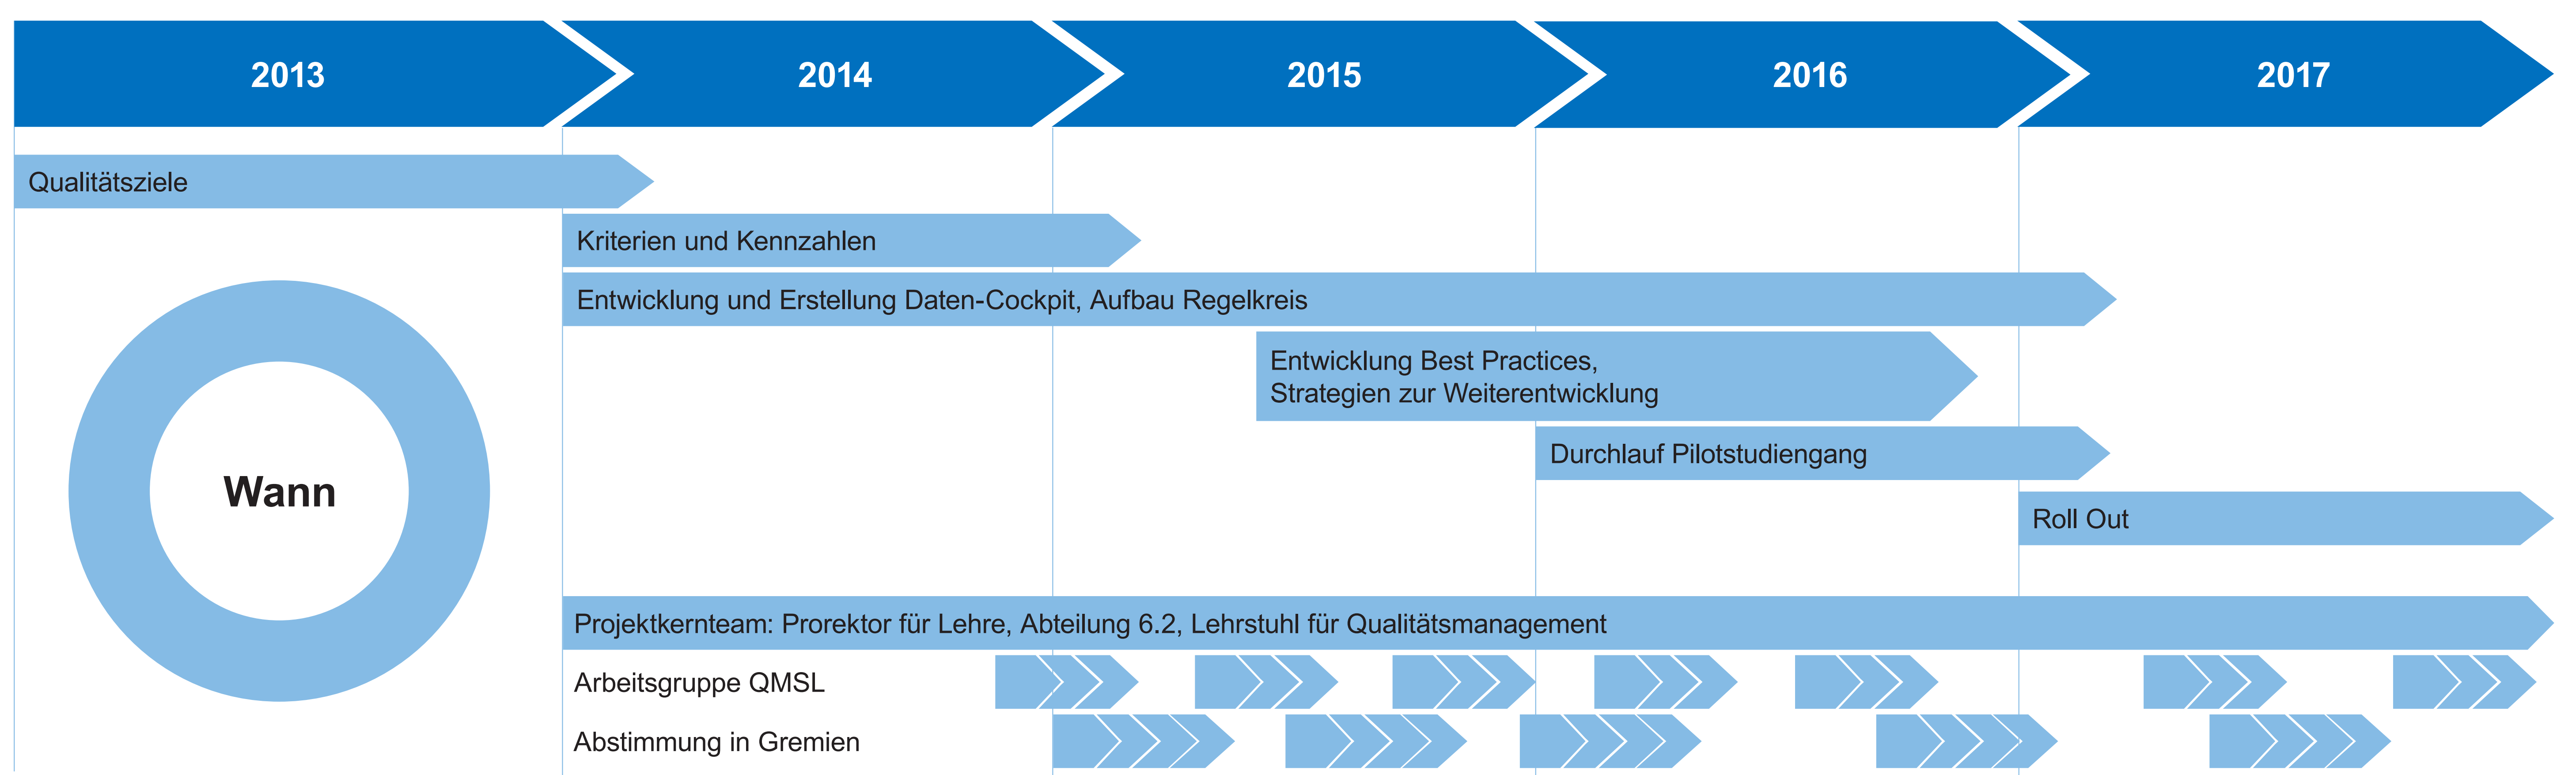 2013
2014
2015
2016
2017
Qualitätsziele
Kriterien und Kennzahlen
Entwicklung und Erstellung Daten-Cockpit, Aufbau Regelkreis
Entwicklung Best Practices,
Strategien zur Weiterentwicklung
Durchlauf Pilotstudiengang
Wann
Roll Out
Projektkernteam: Prorektor für Lehre, Abteilung 6.2, Lehrstuhl für Qualitätsmanagement
Arbeitsgruppe QMSL
Abstimmung in Gremien